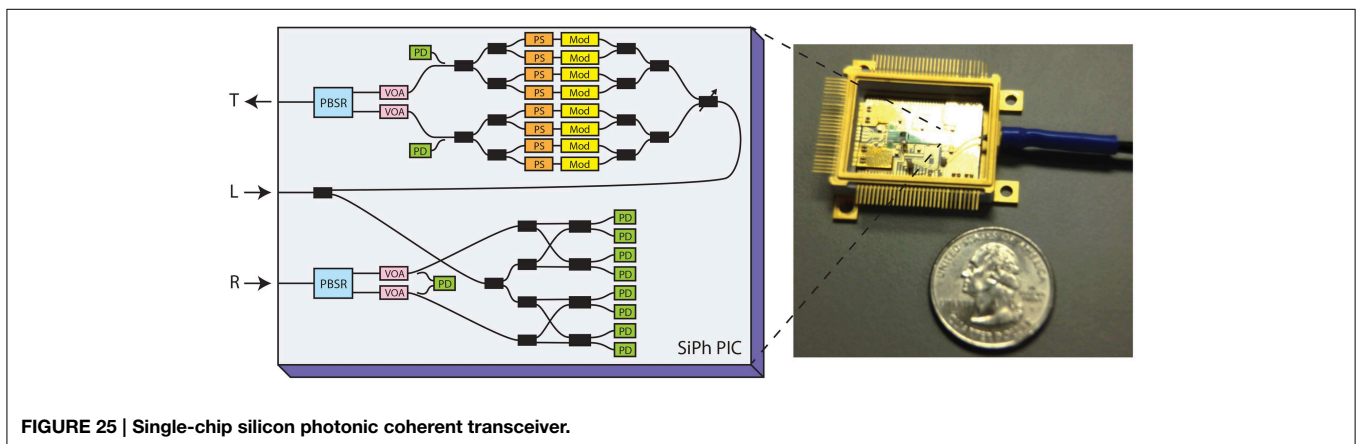 PS Mod
PD
PS Mod
PS Mod
T PBSR VOA PS Mod
VOA PS Mod
PS Mod
PD PS Mod
PS Mod
L
PD
PD
PD
R PBSR VOA PD PD
VOA PD
PD
PD
PD
SiPh PIC
FIGURE 25 | Single-chip silicon photonic coherent transceiver.